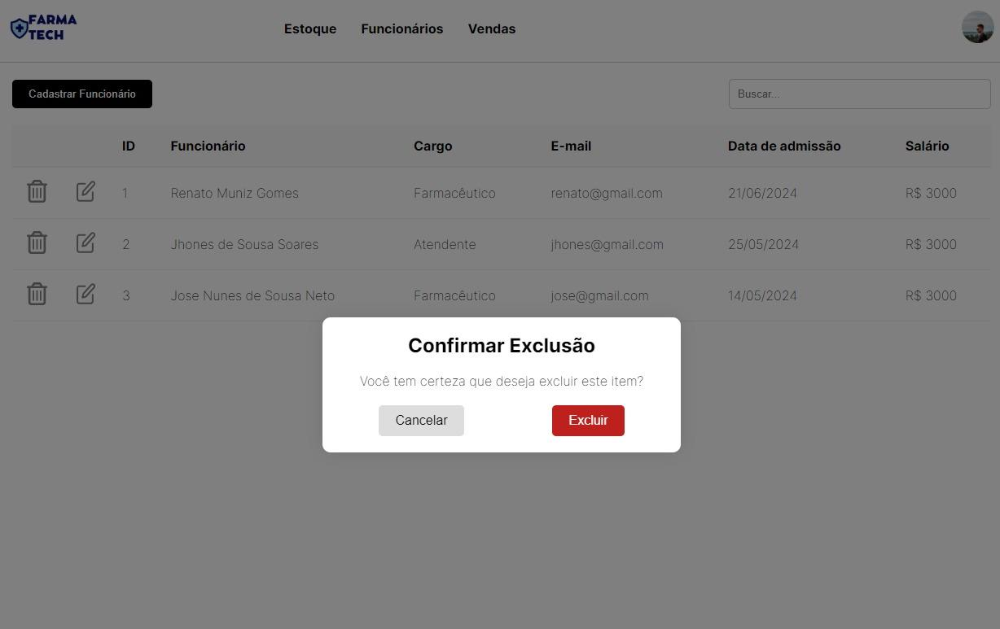 FARMA
TECH
Estoque Funcionários Vendas
Cadastrar Funcionário Buscar...
ID Funcionário Cargo E-mail Data de admissão Salário
1 Renato Muniz Gomes Farmacêutico renato@gmail.com 21/06/2024 R$ 3000
2 Jhones de Sousa Soares Atendente jhones@gmail.com 25/05/2024 R$ 3000
3 Jose Nunes de Sousa Neto Farmacêutico jose@gmail.com 14/05/2024 R$ 3000
Confirmar Exclusão
Você tem certeza que deseja excluir este item?
Cancelar Excluir